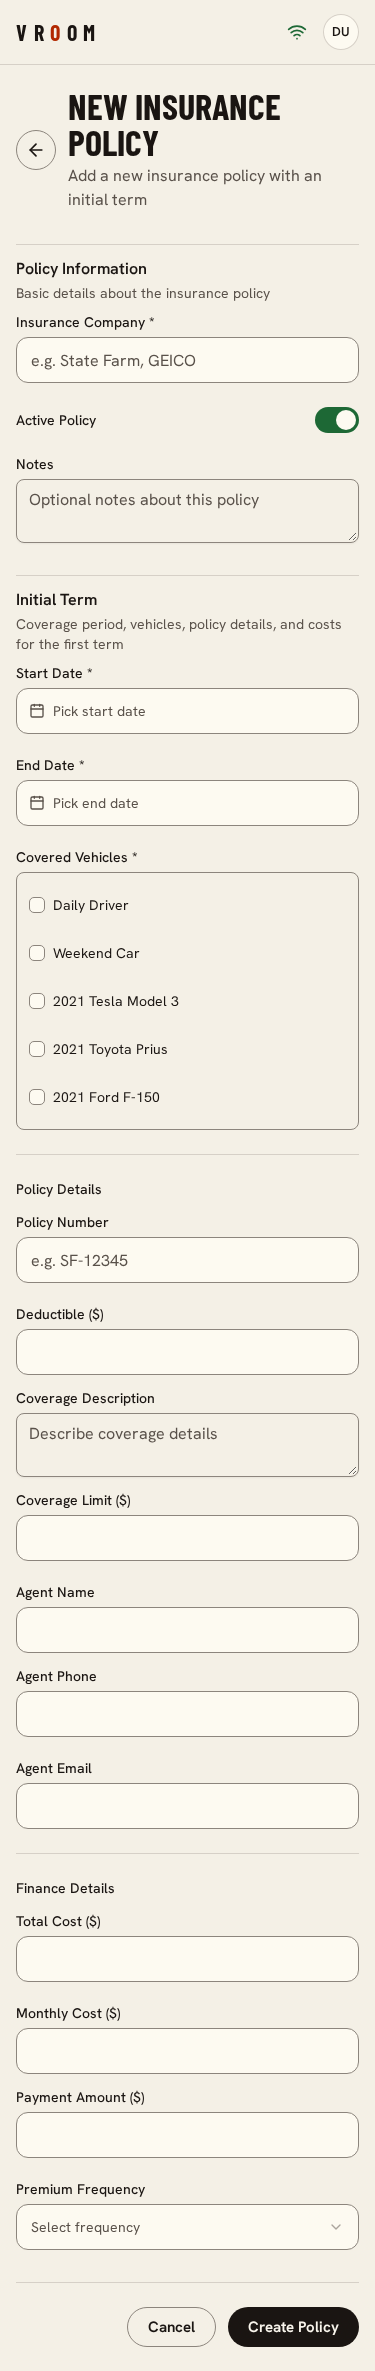 VROOM
DU
NEW INSURANCE
POLICY
Add a new insurance policy with an
initial term
Policy Information
Basic details about the insurance policy
Insurance Company *
e.g. State Farm, GEICO
Active Policy
Notes
Optional notes about this policy
Initial Term
Coverage period, vehicles, policy details, and costs
for the first term
Start Date *
Pick start date
End Date *
Pick end date
Covered Vehicles *
Daily Driver
Weekend Car
2021 Tesla Model 3
2021 Toyota Prius
2021 Ford F-150
Policy Details
Policy Number
e.g. SF-12345
Deductible ($)
Coverage Description
Describe coverage details
Coverage Limit ($)
Agent Name
Agent Phone
Agent Email
Finance Details
Total Cost ($)
Monthly Cost ($)
Payment Amount ($)
Premium Frequency
Select frequency
Cancel
Create Policy